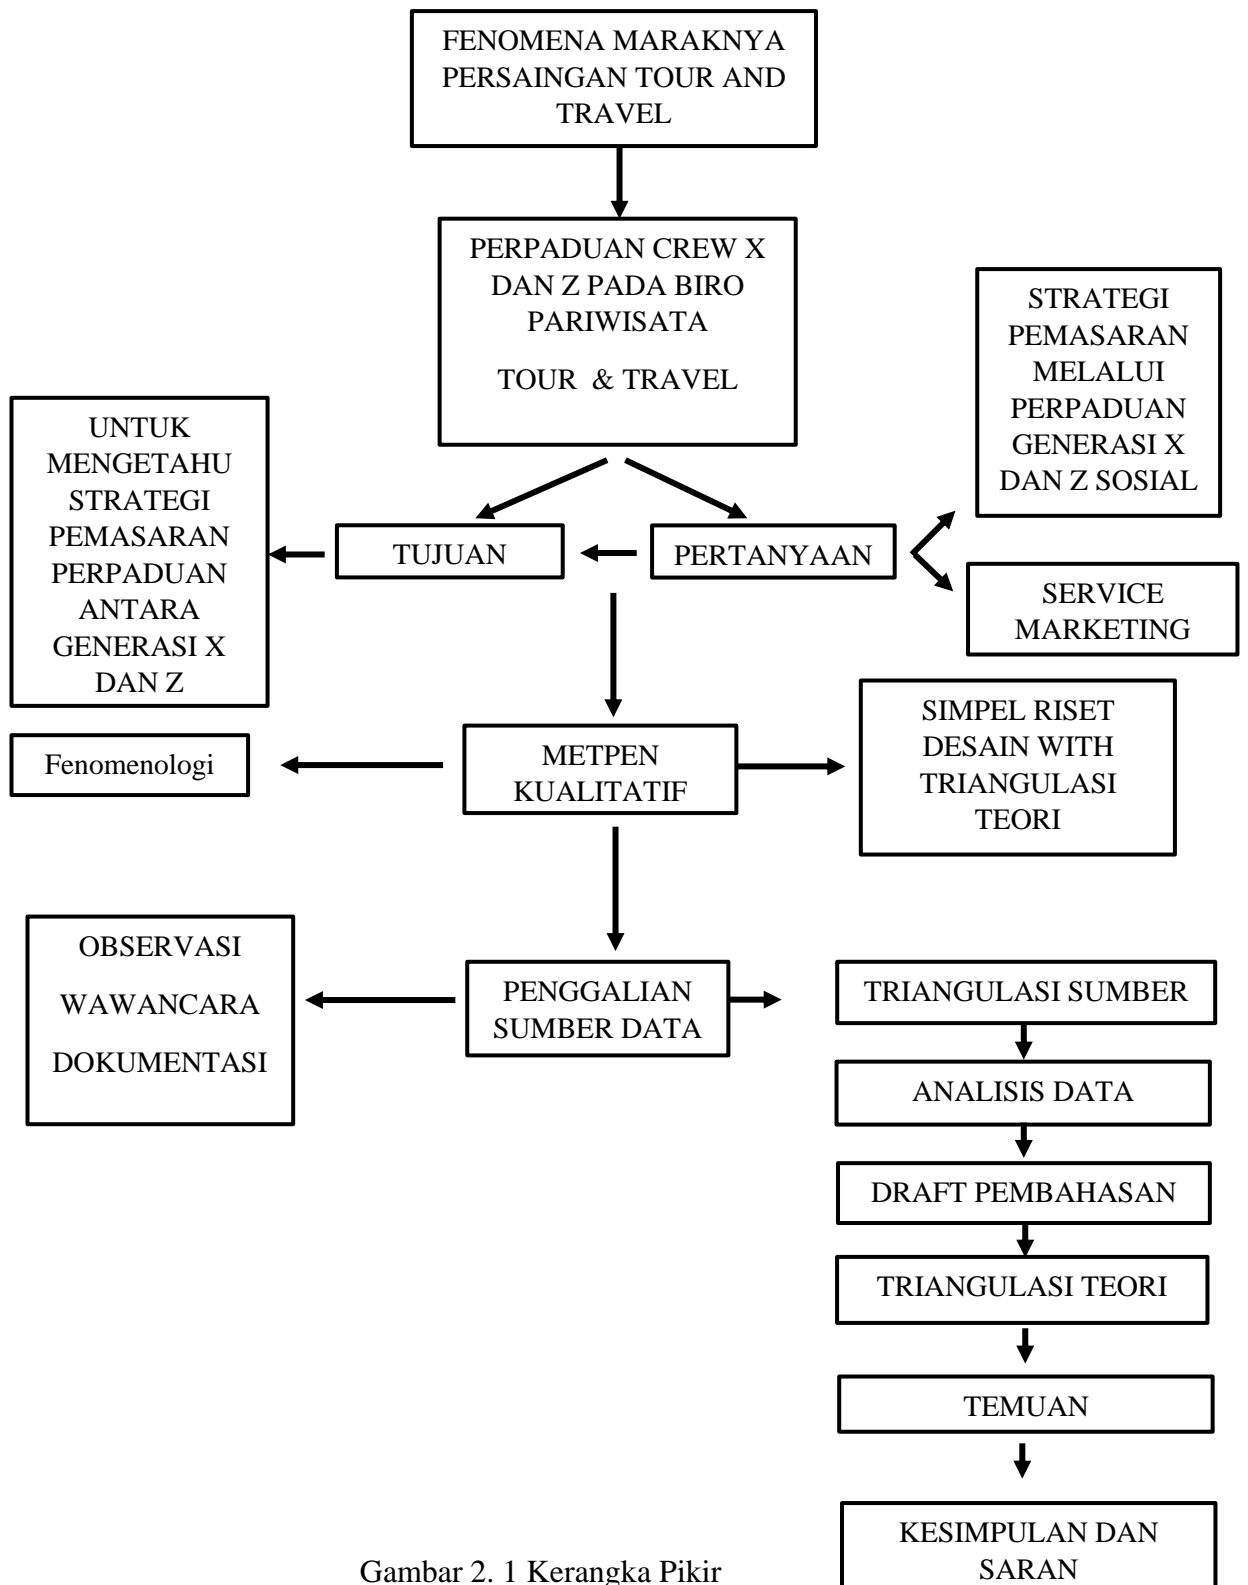 FENOMENA MARAKNYA
PERSAINGAN TOUR AND
TRAVEL
PERPADUAN CREW X
DAN Z PADA BIRO
PARIWISATA
TOUR & TRAVEL
STRATEGI
PEMASARAN
MELALUI
PERPADUAN
GENERASI X
DAN Z SOSIAL
UNTUK
MENGETAHU
STRATEGI
PEMASARAN
PERPADUAN
ANTARA
GENERASI X
DAN Z
TUJUAN
PERTANYAAN
SERVICE
MARKETING
Fenomenologi
METPEN
KUALITATIF
SIMPEL RISET
DESAIN WITH
TRIANGULASI
TEORI
OBSERVASI
WAWANCARA
DOKUMENTASI
PENGGALIAN
SUMBER DATA
TRIANGULASI SUMBER
ANALISIS DATA
DRAFT PEMBAHASAN
TRIANGULASI TEORI
TEMUAN
KESIMPULAN DAN
SARAN
Gambar 2. 1 Kerangka Pikir